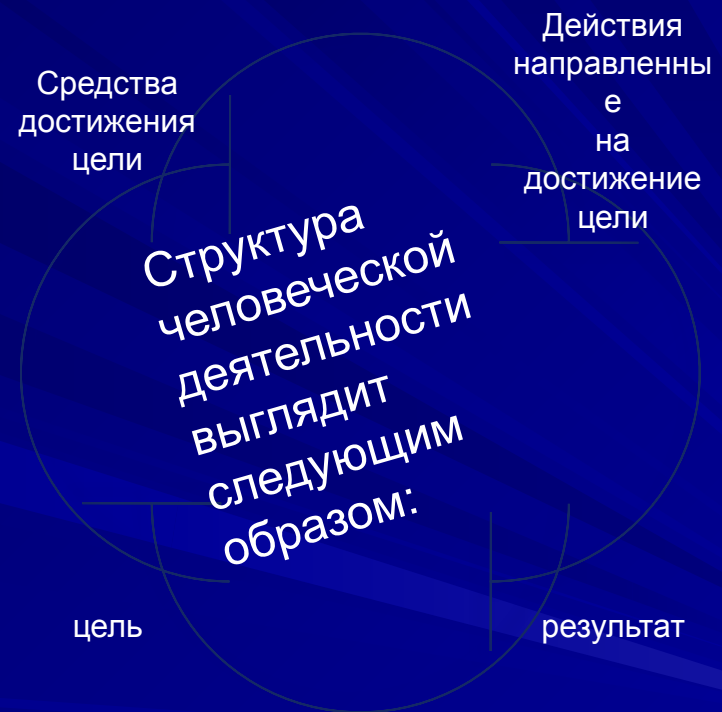 Средства
достижения
цели
Действия
направленны
е
на
достижение
цели
Структура
человеческой
деятельности
выглядит
следующим
образом:
цель
результат